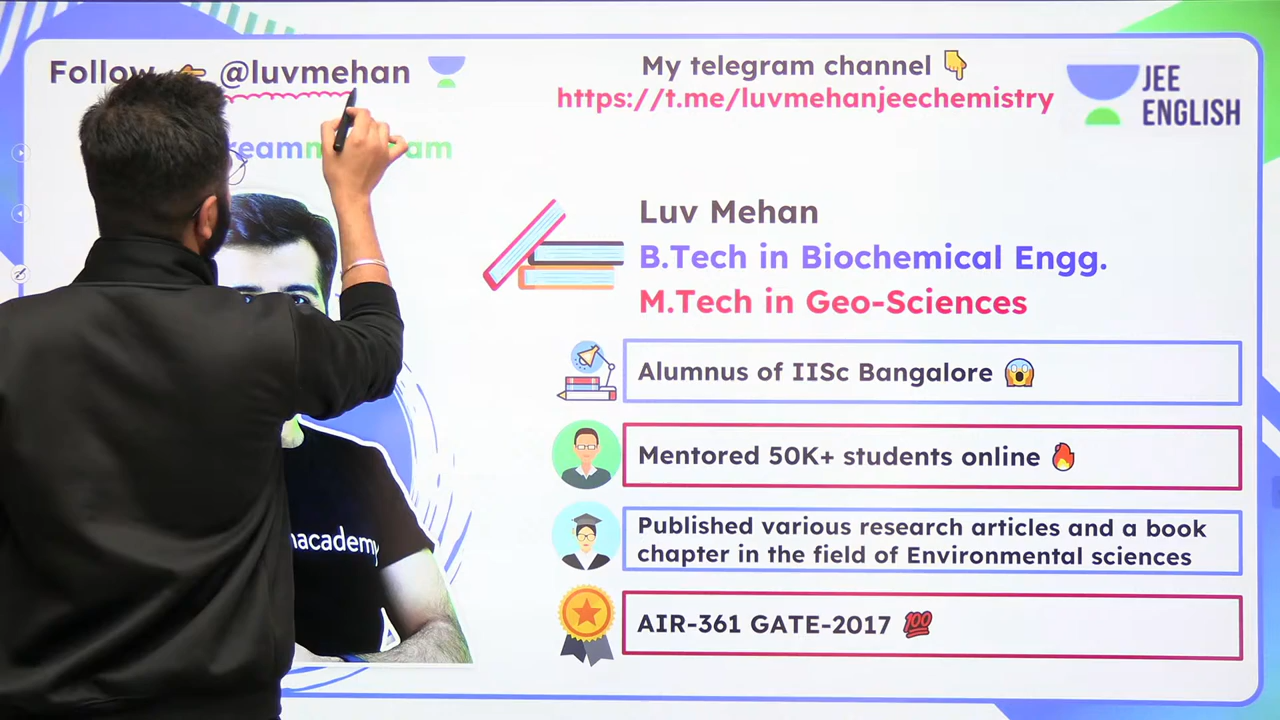 Follow 👉 @luvmehan
My telegram channel 👇
https://t.me/luvmehanjeechemistry
JEE
ENGLISH
Luv Mehan
B.Tech in Biochemical Engg.
M.Tech in Geo-Sciences
Alumnus of IISc Bangalore 😱
Mentored 50K+ students online 🔥
Published various research articles and a book
chapter in the field of Environmental sciences
AIR-361 GATE-2017 💯